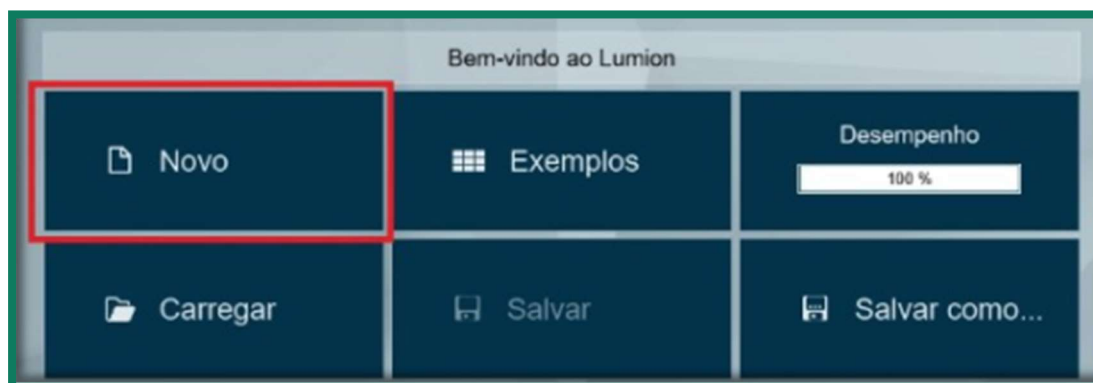 Bem-vindo ao Lumion
Novo
Exemplos
Desempenho
100 %
Carregar
Salvar
Salvar como...